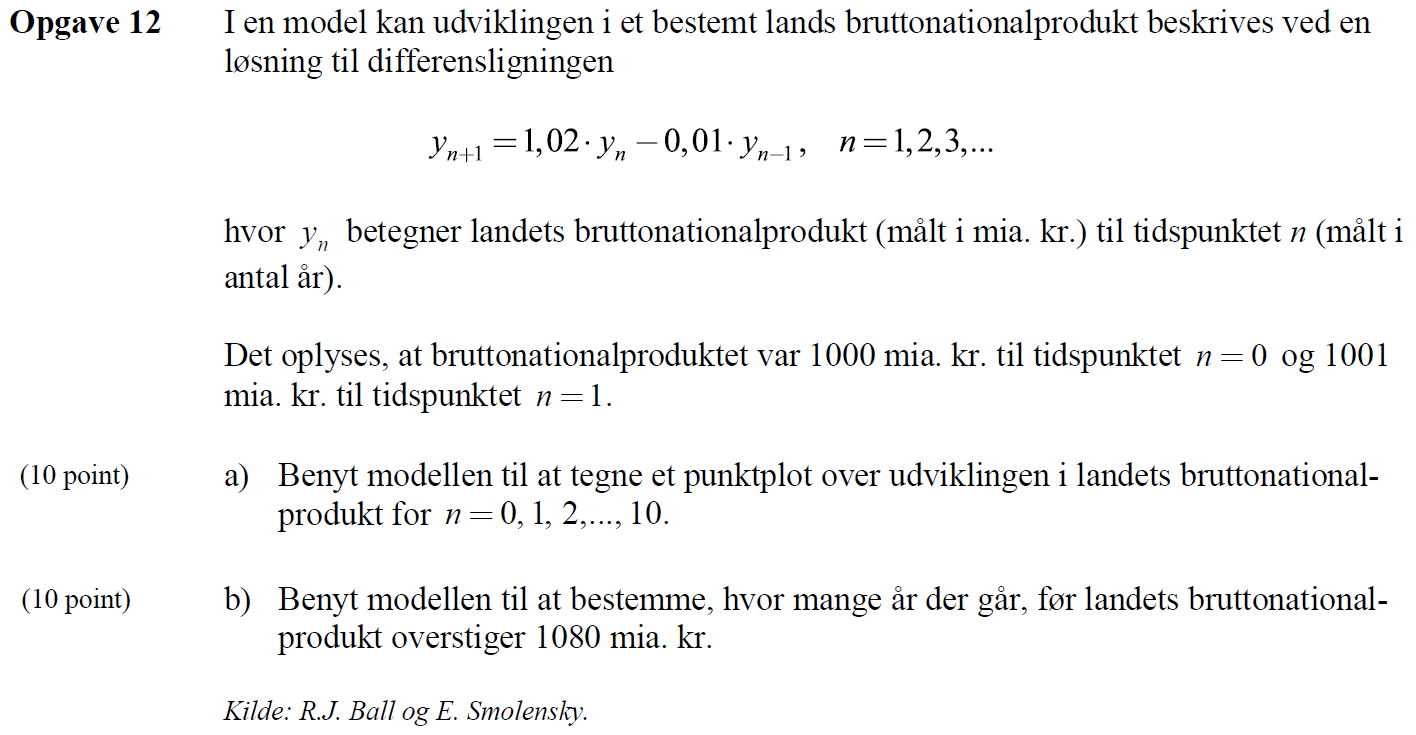 Opgave 12 I en model kan udviklingen i et bestemt lands bruttonationalprodukt beskrives ved en
løsning til differensligningen
yₙ₊₁ = 1,02 · yₙ − 0,01 · yₙ₋₁, n = 1, 2, 3,...
hvor yₙ betegner landets bruttonationalprodukt (målt i mia. kr.) til tidspunktet n (målt i
antal år).
Det oplyses, at bruttonationalproduktet var 1000 mia. kr. til tidspunktet n = 0 og 1001
mia. kr. til tidspunktet n = 1.
(10 point) a) Benyt modellen til at tegne et punktplot over udviklingen i landets bruttonational-
produkt for n = 0, 1, 2,..., 10.
(10 point) b) Benyt modellen til at bestemme, hvor mange år der går, før landets bruttonational-
produkt overstiger 1080 mia. kr.
Kilde: R.J. Ball og E. Smolensky.